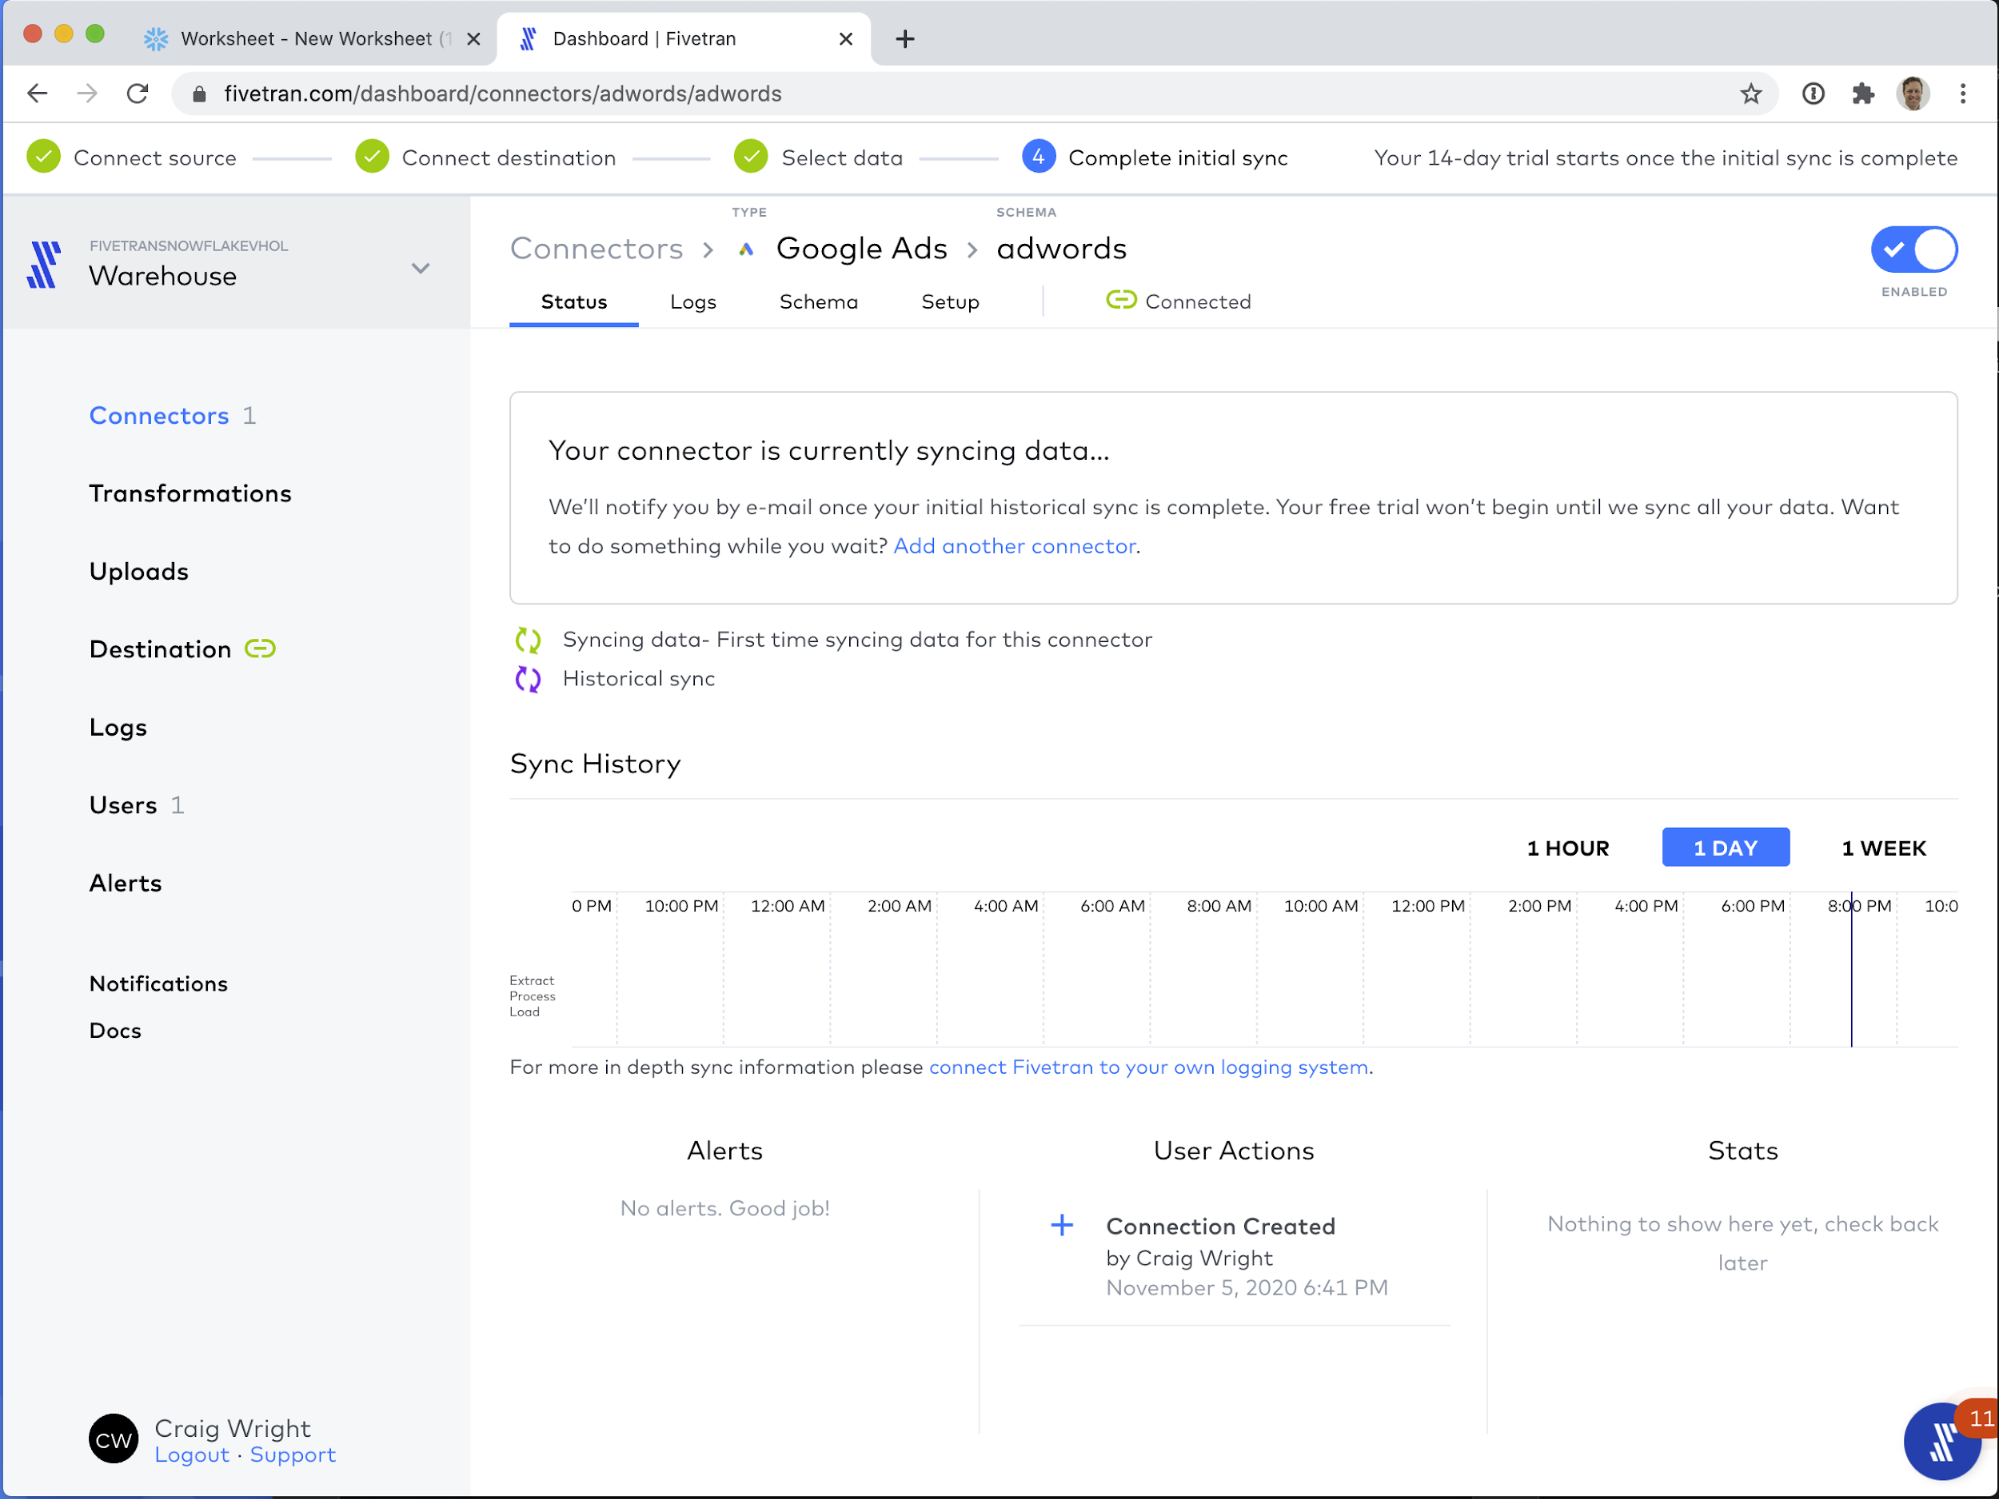 Worksheet - New Worksheet (1
Dashboard | Fivetran
fivetran.com/dashboard/connectors/adwords/adwords
Connect source
Connect destination
Select data
4 Complete initial sync
Your 14-day trial starts once the initial sync is complete
FIVETRANSNOWFLAKEVHOL
Warehouse
TYPE
SCHEMA
Connectors > Google Ads > adwords
ENABLED
Status
Logs
Schema
Setup
Connected
Connectors 1
Transformations
Uploads
Destination
Logs
Users 1
Alerts
Notifications
Docs
Your connector is currently syncing data...
We'll notify you by e-mail once your initial historical sync is complete. Your free trial won't begin until we sync all your data. Want
to do something while you wait? Add another connector.
Syncing data- First time syncing data for this connector
Historical sync
Sync History
1 HOUR
1 DAY
1 WEEK
0 PM 10:00 PM 12:00 AM 2:00 AM 4:00 AM 6:00 AM 8:00 AM 10:00 AM 12:00 PM 2:00 PM 4:00 PM 6:00 PM 8:00 PM 10:0
Extract
Process
Load
For more in depth sync information please connect Fivetran to your own logging system.
Alerts
No alerts. Good job!
User Actions
Connection Created
by Craig Wright
November 5, 2020 6:41 PM
Stats
Nothing to show here yet, check back
later
CW
Craig Wright
Logout · Support
11